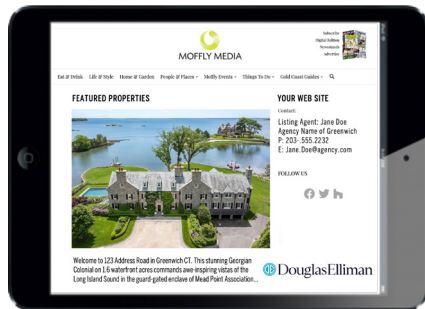 MOFFLY MEDIA
Subscribe
Digital Editions
Newsstands
Advertise
Eat & Drink Life & Style Home & Garden People & Places Moffly Events Things To Do Gold Coast Guides
FEATURED PROPERTIES
YOUR WEB SITE
Contact:
Listing Agent: Jane Doe
Agency Name of Greenwich
P: 203-.555.2232
E: Jane.Doe@agency.com
FOLLOW US
Welcome to 123 Address Road in Greenwich CT. This stunning Georgian
Colonial on 1.6 waterfront acres commands awe-inspiring vistas of the
Long Island Sound in the guard-gated enclave of Mead Point Association...
DouglasElliman